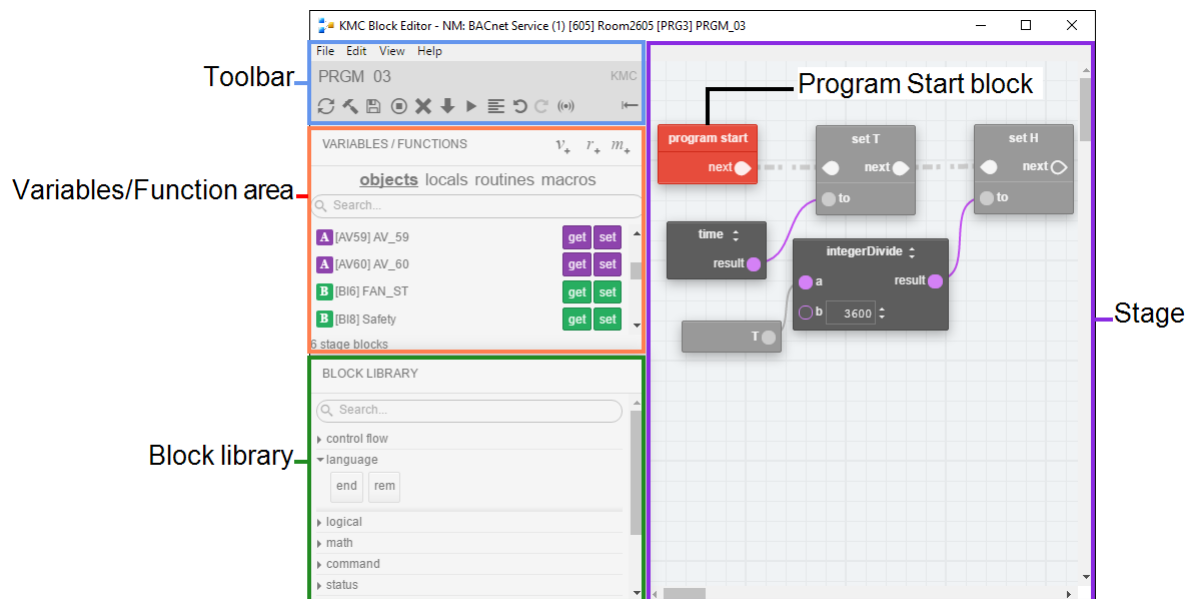 KMC Block Editor - NM: BACnet Service (1) [605] Room2605 [PRG3] PRGM_03
File Edit View Help
Toolbar
PRGM 03
KMC
VARIABLES / FUNCTIONS
v+ r+ m+
objects locals routines macros
Variables/Function area
Search...
A [AV59] AV_59 get set
A [AV60] AV_60 get set
B [BI6] FAN_ST get set
B [BI8] Safety get set
6 stage blocks
BLOCK LIBRARY
Search...
control flow
Block library
language
end rem
logical
math
command
status
Program Start block
program start
next
set T
next
to
set H
next
to
time
result
integerDivide
a
result
b 3600
T
Stage